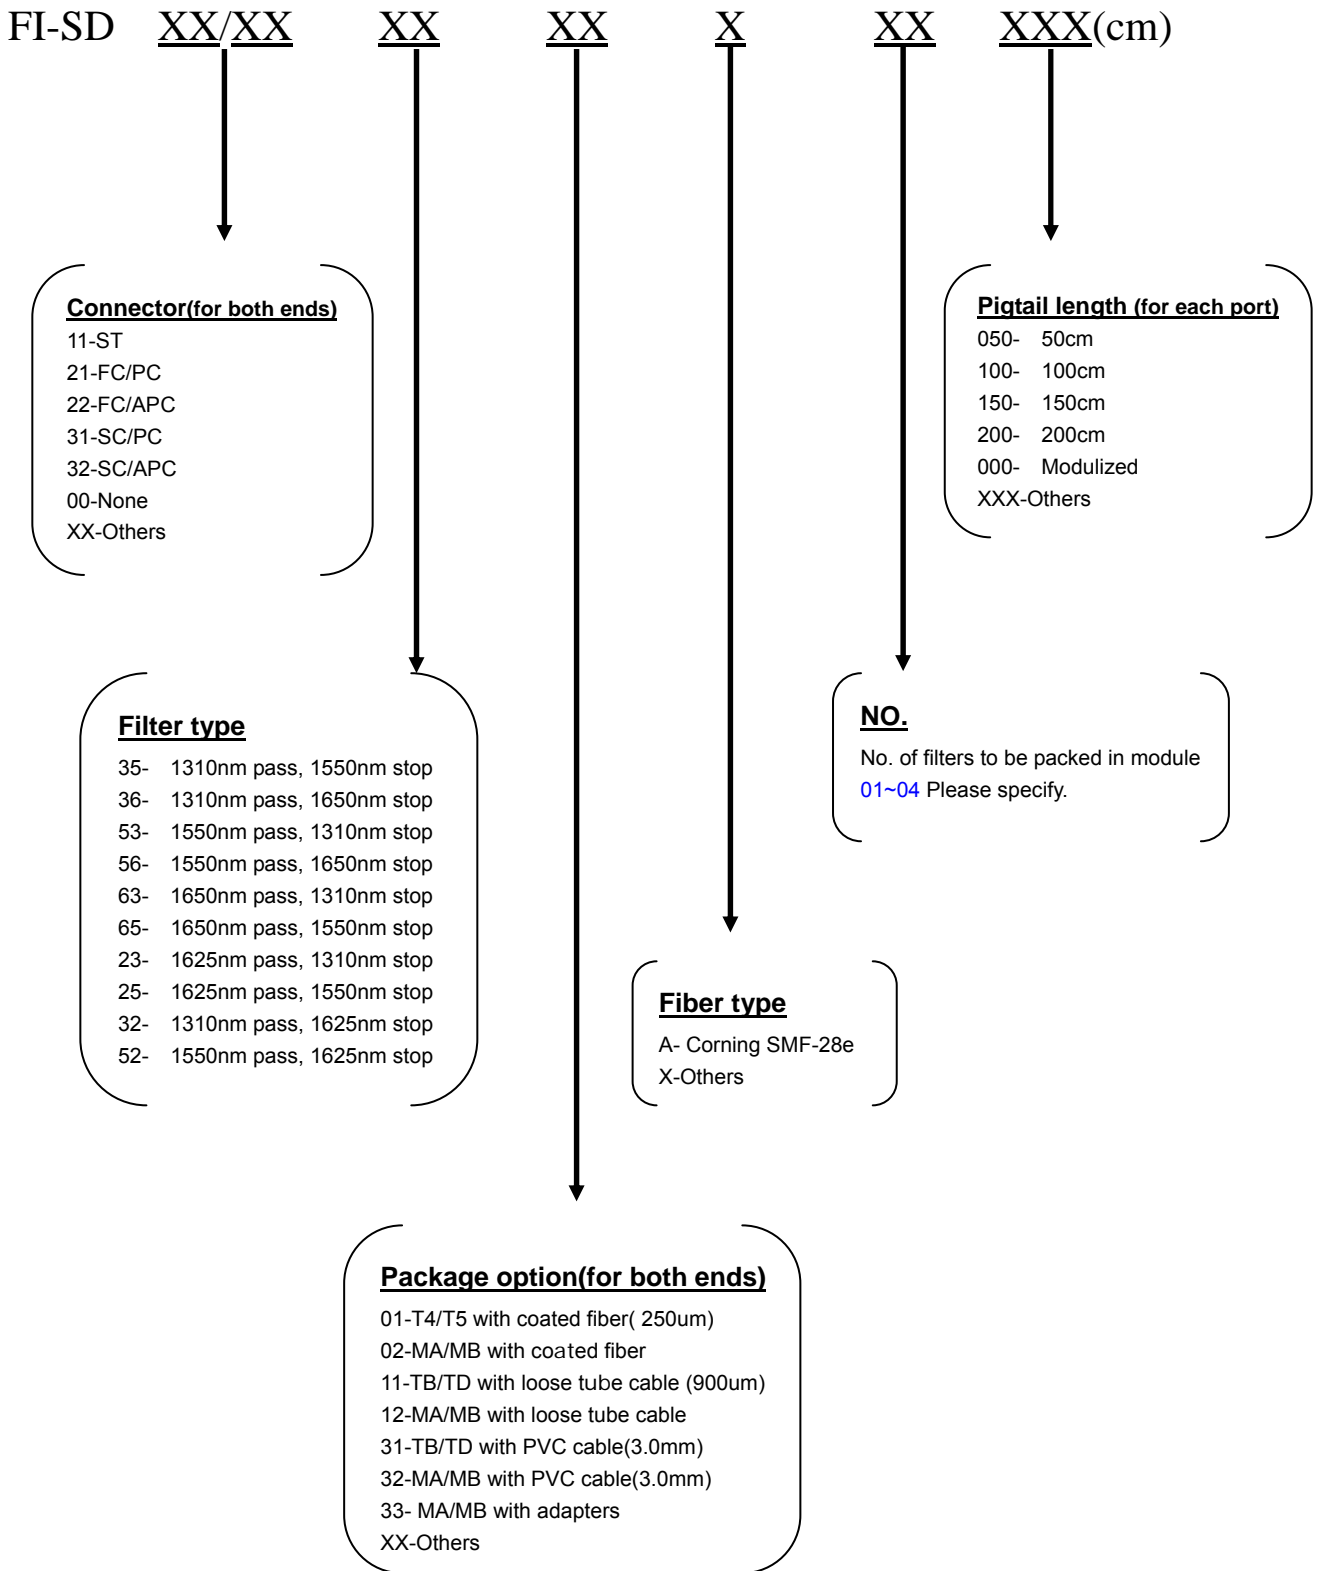 FI-SD XX/XX XX XX X XX XXX(cm)
Connector(for both ends)
11-ST
21-FC/PC
22-FC/APC
31-SC/PC
32-SC/APC
00-None
XX-Others
Pigtail length (for each port)
050- 50cm
100- 100cm
150- 150cm
200- 200cm
000- Modulized
XXX-Others
Filter type
35- 1310nm pass, 1550nm stop
36- 1310nm pass, 1650nm stop
53- 1550nm pass, 1310nm stop
56- 1550nm pass, 1650nm stop
63- 1650nm pass, 1310nm stop
65- 1650nm pass, 1550nm stop
23- 1625nm pass, 1310nm stop
25- 1625nm pass, 1550nm stop
32- 1310nm pass, 1625nm stop
52- 1550nm pass, 1625nm stop
NO.
No. of filters to be packed in module
01~04 Please specify.
Fiber type
A- Corning SMF-28e
X-Others
Package option(for both ends)
01-T4/T5 with coated fiber( 250um)
02-MA/MB with coated fiber
11-TB/TD with loose tube cable (900um)
12-MA/MB with loose tube cable
31-TB/TD with PVC cable(3.0mm)
32-MA/MB with PVC cable(3.0mm)
33- MA/MB with adapters
XX-Others